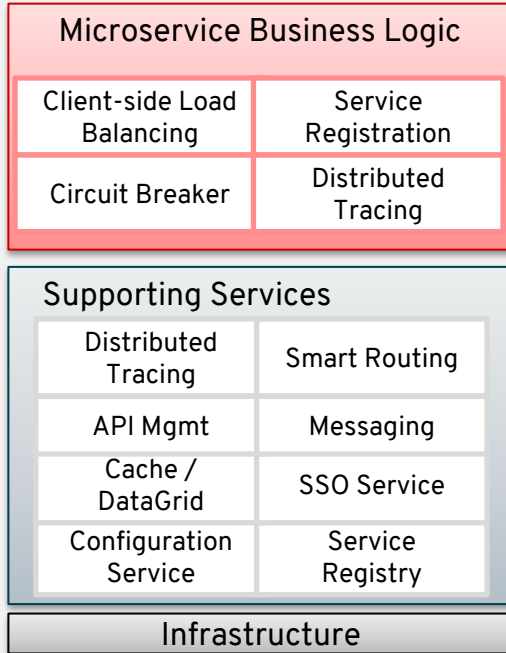 Microservice Business Logic
Client-side Load
Balancing
Service
Registration
Circuit Breaker
Distributed
Tracing
Supporting Services
Distributed
Tracing
Smart Routing
API Mgmt
Messaging
Cache /
DataGrid
SSO Service
Configuration
Service
Service
Registry
Infrastructure